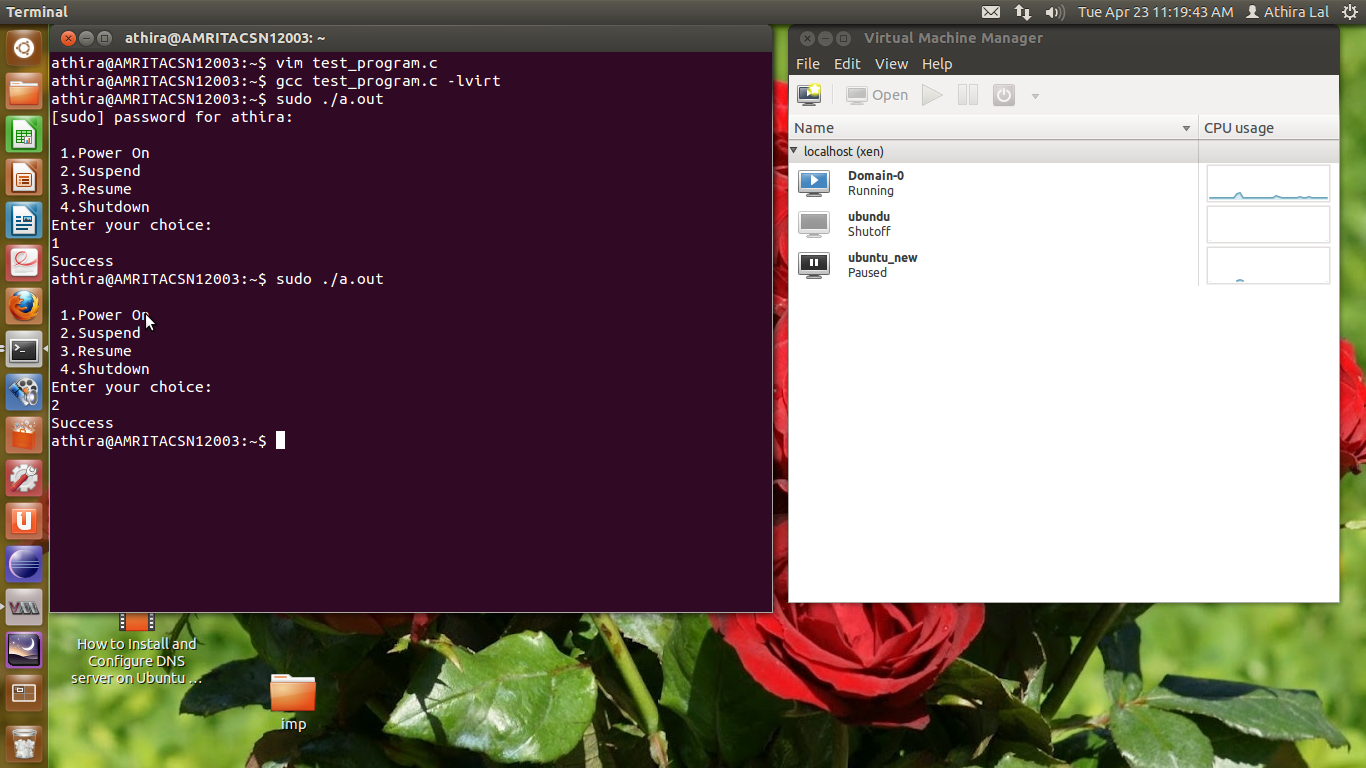 Terminal
Tue Apr 23 11:19:43 AM
Athira Lal
athira@AMRITACSN12003: ~
athira@AMRITACSN12003:~$ vim test_program.c
athira@AMRITACSN12003:~$ gcc test_program.c -lvirt
athira@AMRITACSN12003:~$ sudo ./a.out
[sudo] password for athira:
1.Power On
2.Suspend
3.Resume
4.Shutdown
Enter your choice:
1
Success
athira@AMRITACSN12003:~$ sudo ./a.out
1.Power On
2.Suspend
3.Resume
4.Shutdown
Enter your choice:
2
Success
athira@AMRITACSN12003:~$
Virtual Machine Manager
File Edit View Help
Open
Name CPU usage
localhost (xen)
Domain-0
Running
ubundu
Shutoff
ubuntu_new
Paused
How to Install and
Configure DNS
server on Ubuntu ...
imp